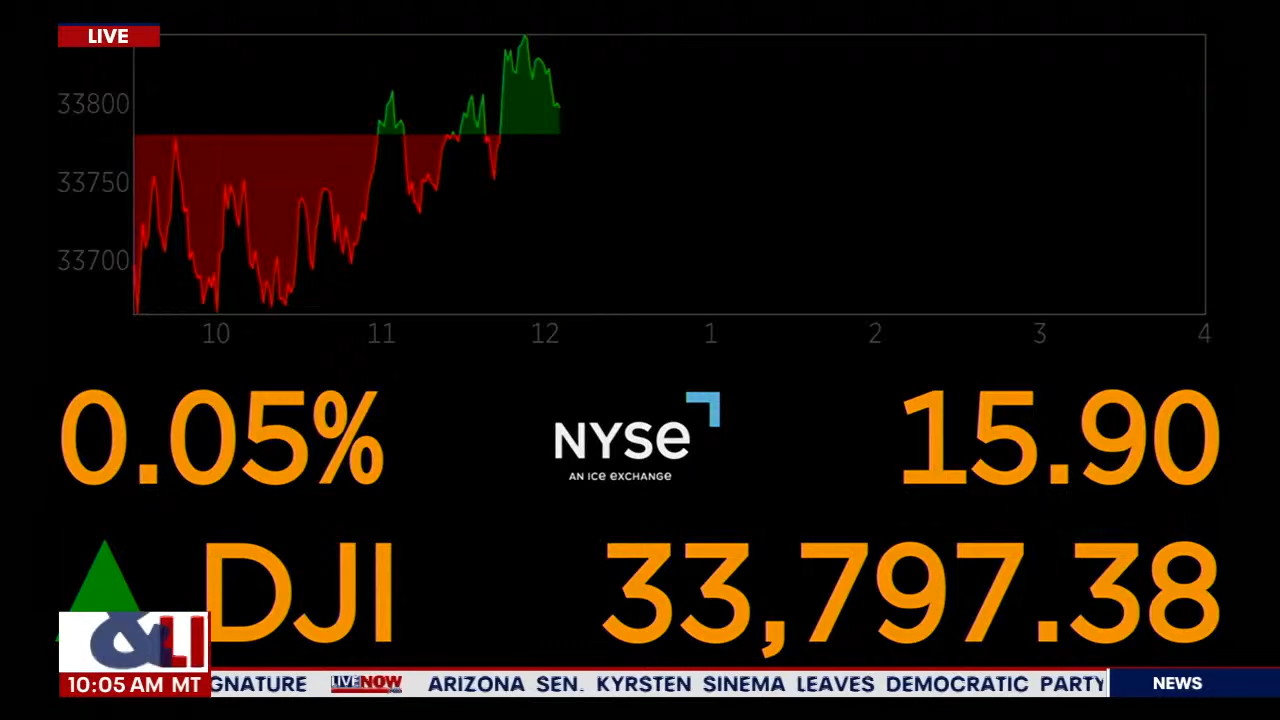 LIVE
33800
33750
33700
10 11 12 1 2 3 4
0.05%
NYSE
AN ICE EXCHANGE
15.90
DJI
33,797.38
&LI
10:05 AM MT
GNATURE LIVENOW ARIZONA SEN. KYRSTEN SINEMA LEAVES DEMOCRATIC PARTY
NEWS